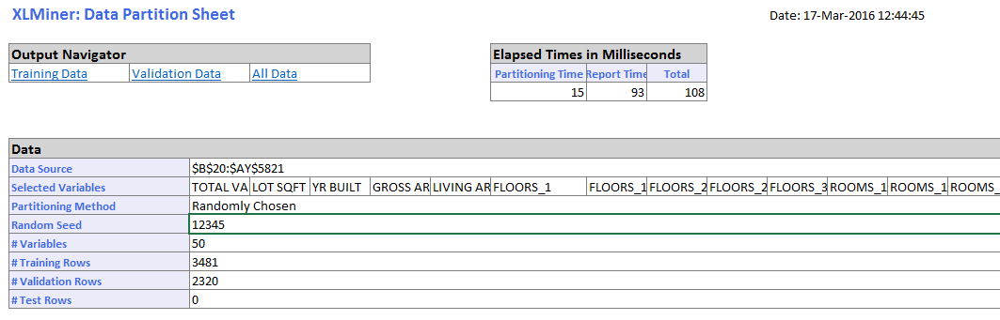 XLMiner: Data Partition Sheet Date: 17-Mar-2016 12:44:45
Output Navigator Elapsed Times in Milliseconds
Training Data Validation Data All Data Partitioning Time Report Time Total
15 93 108
Data
Data Source $B$20:$AY$5821
Selected Variables TOTAL VA LOT SQFT YR BUILT GROSS AR LIVING AR FLOORS_1 FLOORS_1 FLOORS_2 FLOORS_2 FLOORS_3 ROOMS_1 ROOMS_1 ROOMS_
Partitioning Method Randomly Chosen
Random Seed 12345
# Variables 50
# Training Rows 3481
# Validation Rows 2320
# Test Rows 0